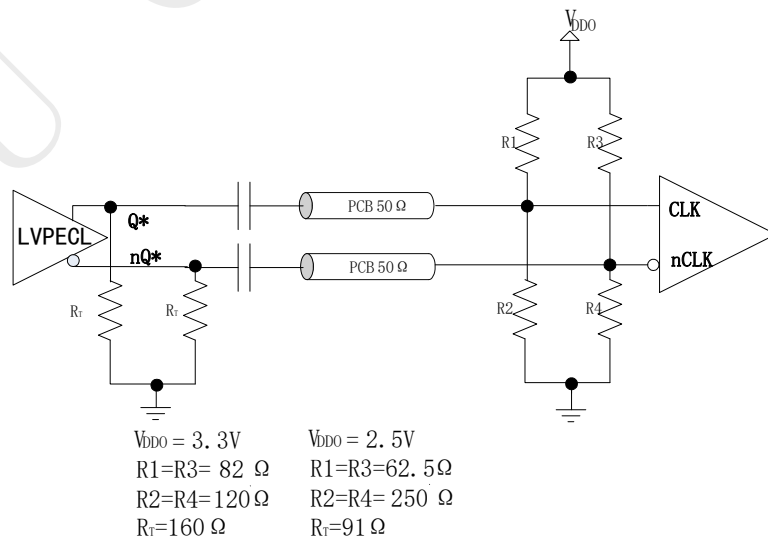 VDDO
R1
R3
PCB 50 Ω
CLK
Q*
LVPECL
nQ*
PCB 50 Ω
nCLK
RT
RT
R2
R4
VDDO = 3.3V
R1=R3= 82 Ω
R2=R4=120 Ω
RT=160 Ω
VDDO = 2.5V
R1=R3=62.5Ω
R2=R4= 250 Ω
RT=91 Ω